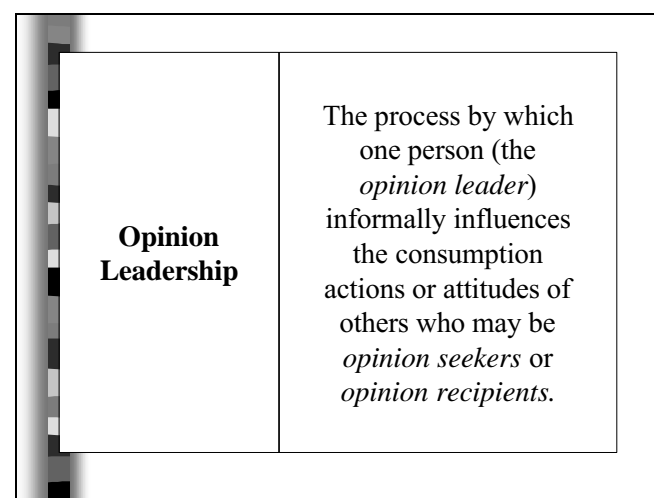 Opinion
Leadership
The process by which
one person (the
opinion leader)
informally influences
the consumption
actions or attitudes of
others who may be
opinion seekers or
opinion recipients.